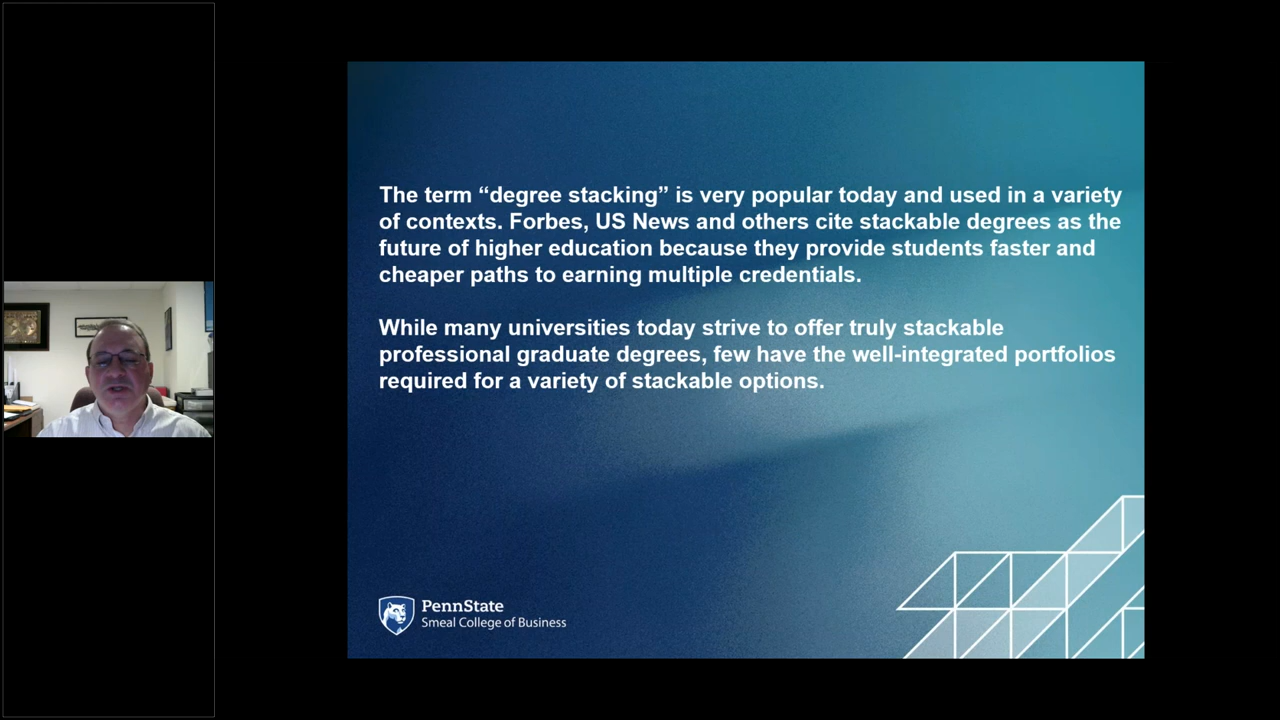 The term “degree stacking” is very popular today and used in a variety
of contexts. Forbes, US News and others cite stackable degrees as the
future of higher education because they provide students faster and
cheaper paths to earning multiple credentials.
While many universities today strive to offer truly stackable
professional graduate degrees, few have the well-integrated portfolios
required for a variety of stackable options.
PennState
Smeal College of Business